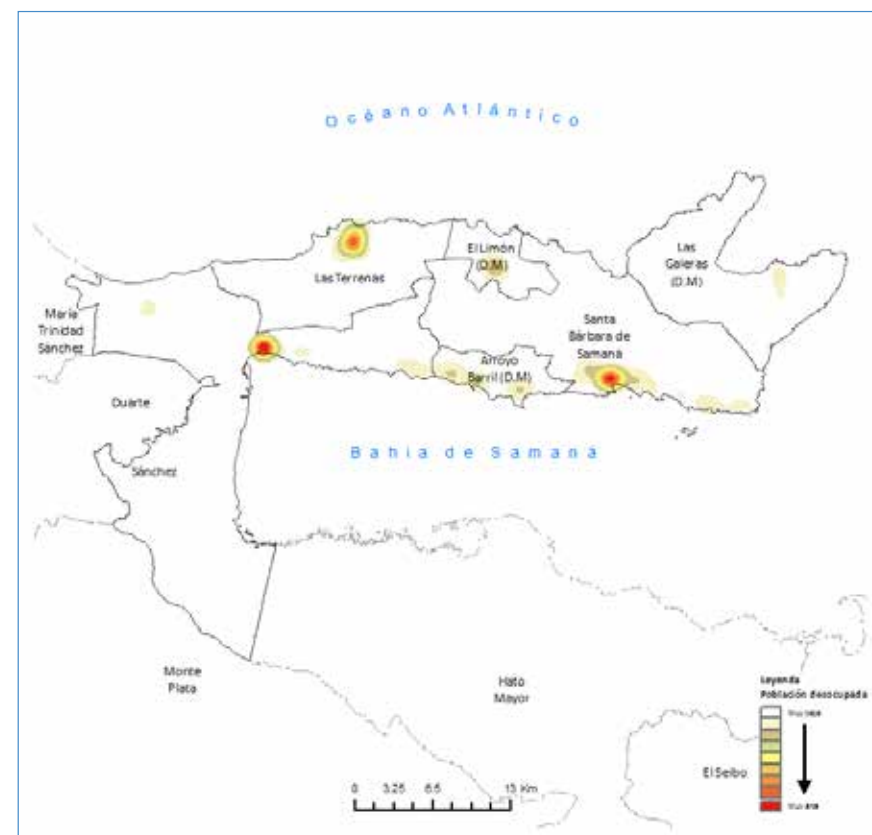 Océano Atlántico
El Limón
(D.M)
Las
Galeras
(D.M)
Las Terrenas
María
Trinidad
Sánchez
Santa
Bárbara de
Samaná
Arroyo
Barril (D.M)
Duarte
Sánchez
Bahia de Samaná
Monte
Plata
Hato
Mayor
El Seibo
Leyenda
Población desocupada
0 3.25 6.5 13 Km